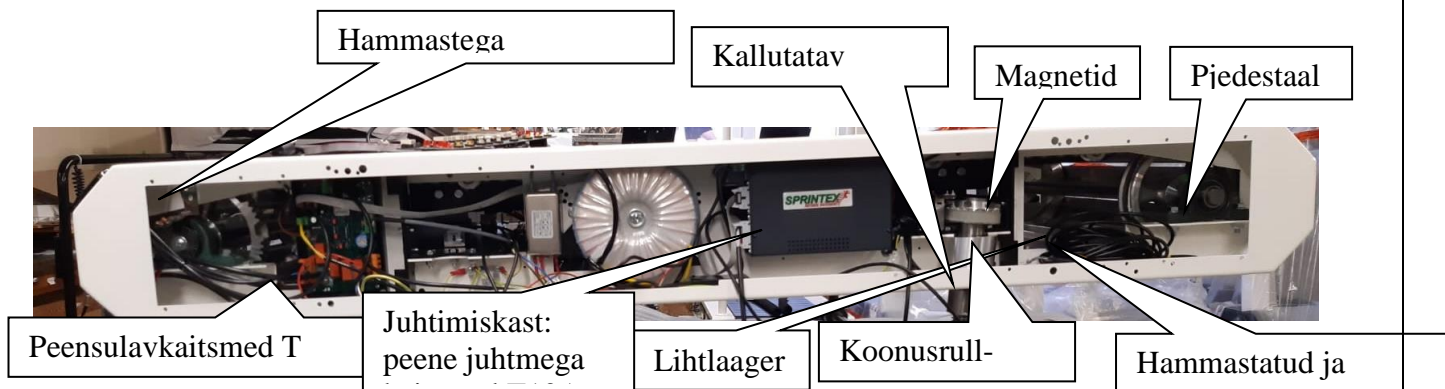 Hammastega
Kallutatav
Magnetid
Pjedestaal
SPRINTEX
Peensulavkaitsmed T
Juhtimiskast:
peene juhtmega
Lihtlaager
Koonusrull-
Hammastatud ja